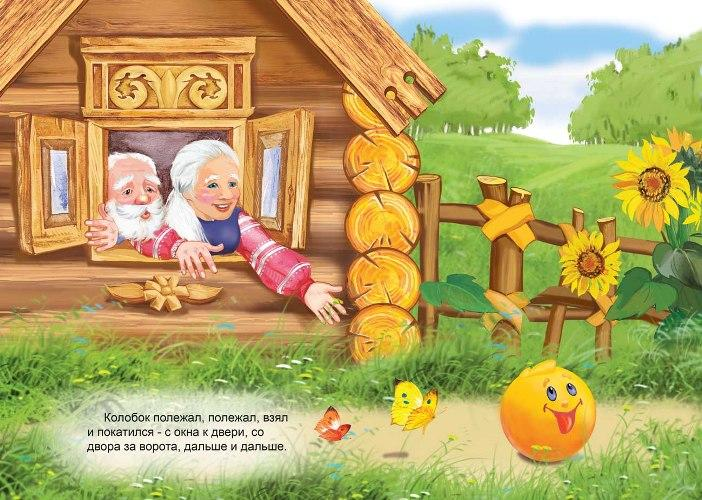 Колобок полежал, полежал, взял
и покатился - с окна к двери, со
двора за ворота, дальше и дальше.